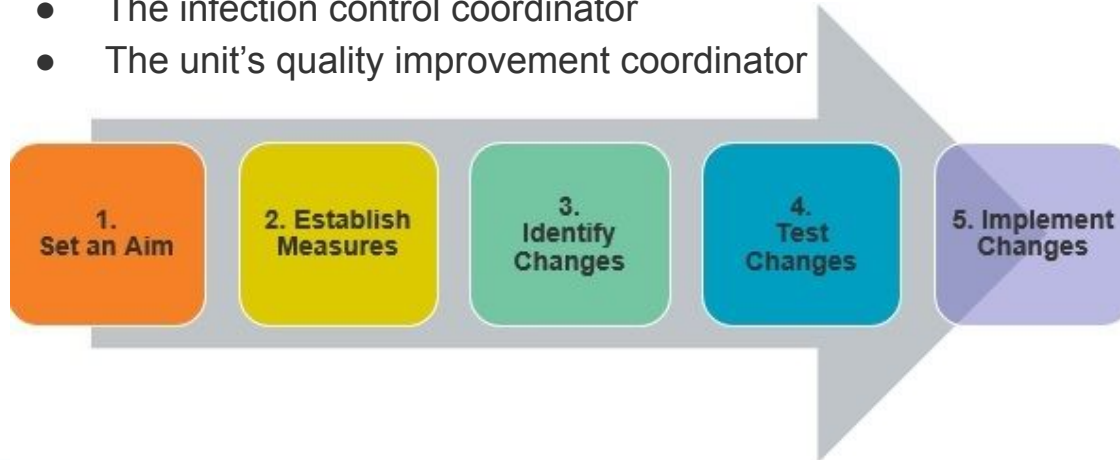 ● The infection control coordinator
● The unit’s quality improvement coordinator
1.
Set an Aim
2. Establish
Measures
3.
Identify
Changes
4.
Test
Changes
5. Implement
Changes